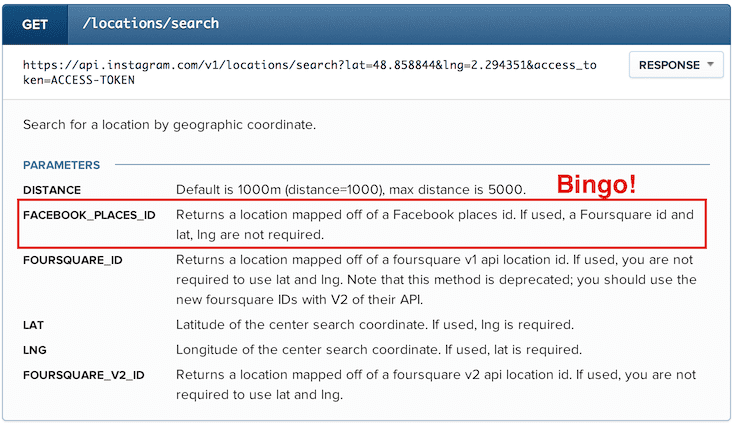 GET /locations/search
https://api.instagram.com/v1/locations/search?lat=48.858844&lng=2.294351&access_to
ken=ACCESS-TOKEN
RESPONSE
Search for a location by geographic coordinate.
PARAMETERS
Bingo!
DISTANCE Default is 1000m (distance=1000), max distance is 5000.
FACEBOOK_PLACES_ID Returns a location mapped off of a Facebook places id. If used, a Foursquare id and
lat, lng are not required.
FOURSQUARE_ID Returns a location mapped off of a foursquare v1 api location id. If used, you are not
required to use lat and lng. Note that this method is deprecated; you should use the
new foursquare IDs with V2 of their API.
LAT Latitude of the center search coordinate. If used, lng is required.
LNG Longitude of the center search coordinate. If used, lat is required.
FOURSQUARE_V2_ID Returns a location mapped off of a foursquare v2 api location id. If used, you are not
required to use lat and lng.